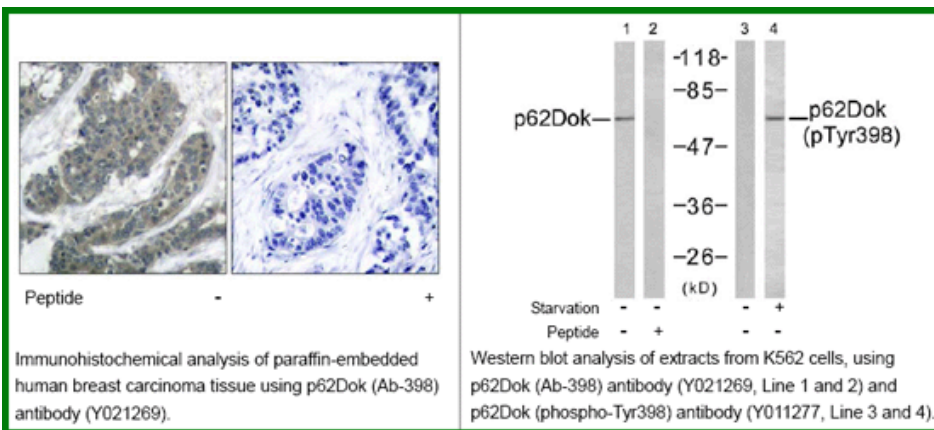 Peptide - +
Immunohistochemical analysis of paraffin-embedded
human breast carcinoma tissue using p62Dok (Ab-398)
antibody (Y021269).
1 2 3 4
-118-
-85-
p62Dok
p62Dok
(pTyr398)
-47-
-36-
-26-
(kD)
Starvation - - - +
Peptide - + - -
Western blot analysis of extracts from K562 cells, using
p62Dok (Ab-398) antibody (Y021269, Line 1 and 2) and
p62Dok (phospho-Tyr398) antibody (Y011277, Line 3 and 4).